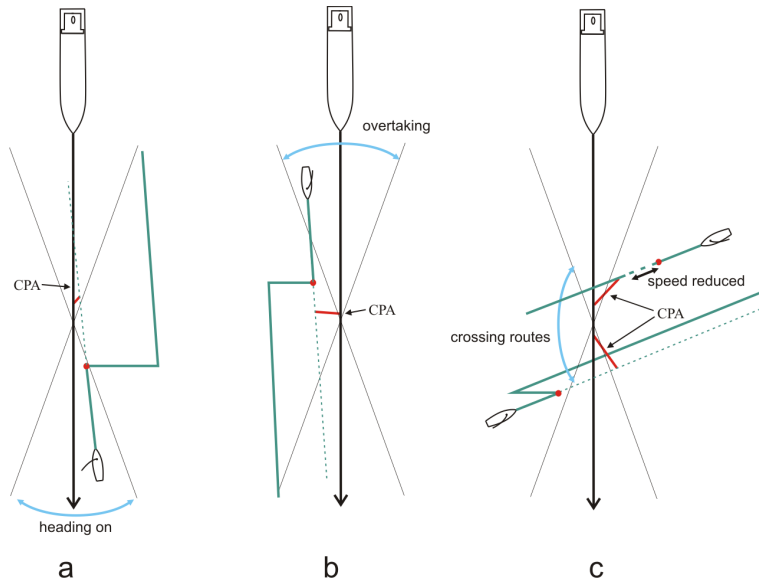 CPA
heading on
a
overtaking
CPA
b
speed reduced
CPA
crossing routes
c